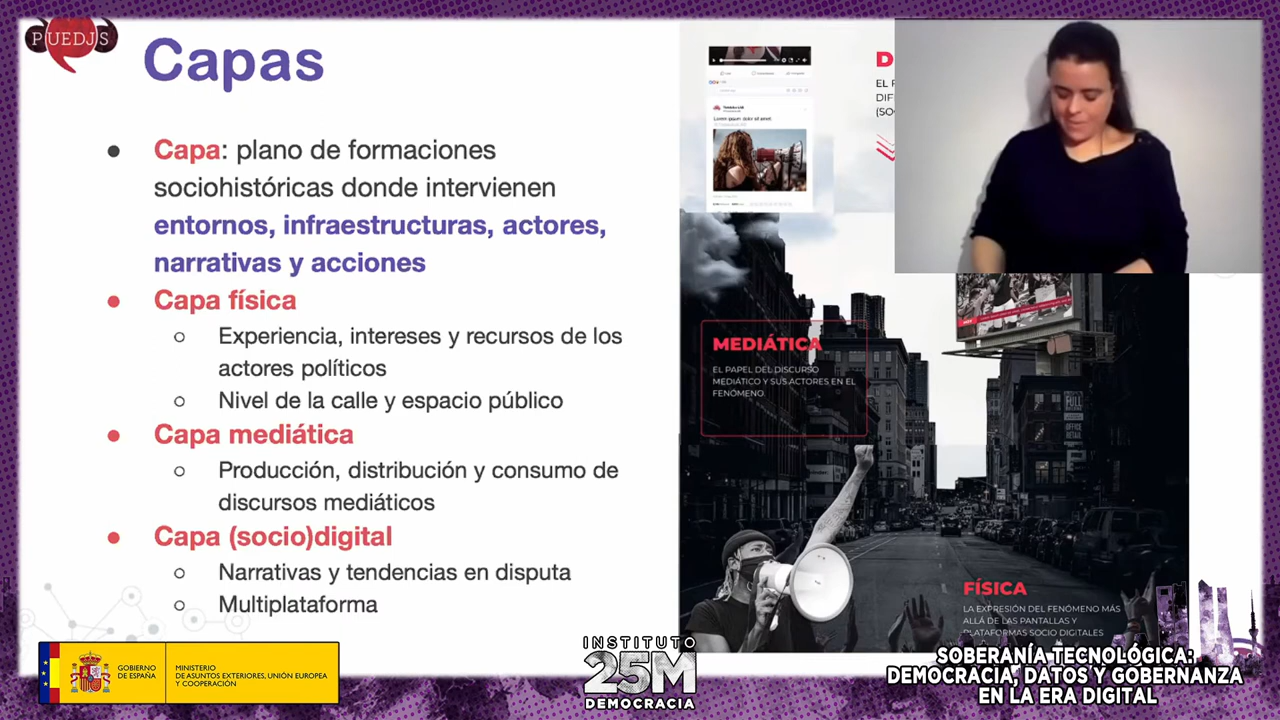 PUEDJS
Capas
Capa: plano de formaciones
sociohistóricas donde intervienen
entornos, infraestructuras, actores,
narrativas y acciones
Capa física
Experiencia, intereses y recursos de los
actores políticos
Nivel de la calle y espacio público
Capa mediática
Producción, distribución y consumo de
discursos mediáticos
Capa (socio)digital
Narrativas y tendencias en disputa
Multiplataforma
D
EL
DIF
(SO
Lorem ipsum dolor sit amet.
MEDIÁTICA
EL PAPEL DEL DISCURSO
MEDIÁTICO Y SUS ACTORES EN EL
FENÓMENO
FÍSICA
LA EXPRESIÓN DEL FENÓMENO MÁS
ALLÁ DE LAS PANTALLAS Y
PLATAFORMAS SOCIO DIGITALES
GOBIERNO
DE ESPAÑA
MINISTERIO
DE ASUNTOS EXTERIORES, UNIÓN EUROPEA
Y COOPERACIÓN
INSTITUTO
25M
DEMOCRACIA
SOBERANÍA TECNOLÓGICA:
DEMOCRACIA, DATOS Y GOBERNANZA
EN LA ERA DIGITAL